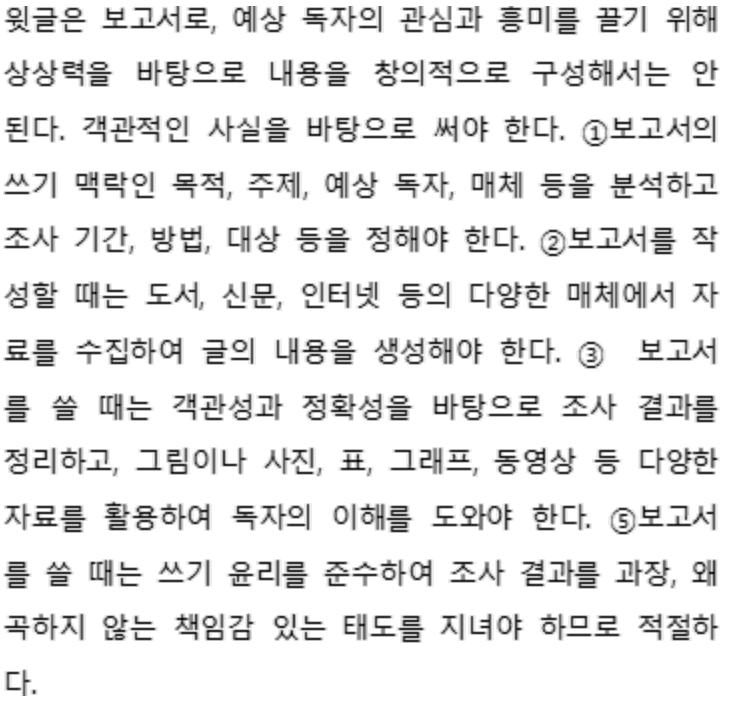 윗글은 보고서로, 예상 독자의 관심과 흥미를 끌기 위해
상상력을 바탕으로 내용을 창의적으로 구성해서는 안
된다. 객관적인 사실을 바탕으로 써야 한다. ①보고서의
쓰기 맥락인 목적, 주제, 예상 독자, 매체 등을 분석하고
조사 기간, 방법, 대상 등을 정해야 한다. ②보고서를 작
성할 때는 도서, 신문, 인터넷 등의 다양한 매체에서 자
료를 수집하여 글의 내용을 생성해야 한다. ③ 보고서
를 쓸 때는 객관성과 정확성을 바탕으로 조사 결과를
정리하고, 그림이나 사진, 표, 그래프, 동영상 등 다양한
자료를 활용하여 독자의 이해를 도와야 한다. ⑤보고서
를 쓸 때는 쓰기 윤리를 준수하여 조사 결과를 과장, 왜
곡하지 않는 책임감 있는 태도를 지녀야 하므로 적절하
다.